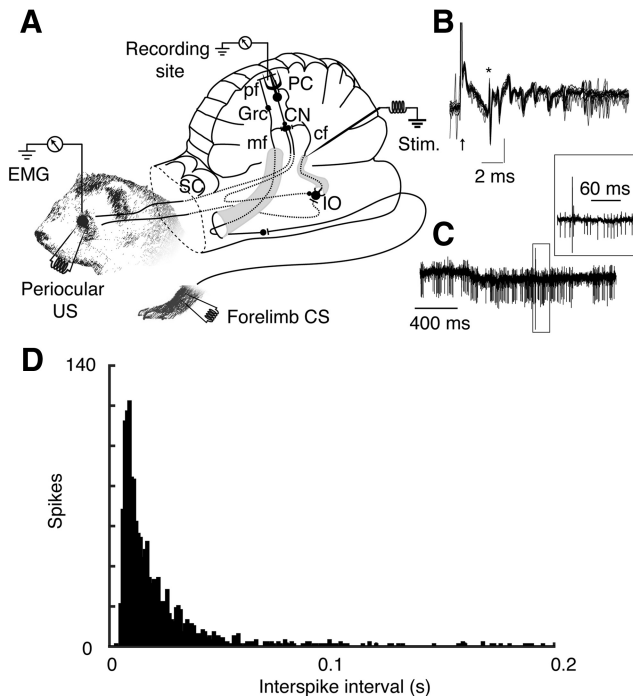 A
Recording
site
pf
PC
Grc
CN
mf
cf
Stim.
EMG
SC
IO
Periocular
US
Forelimb CS
B
*
2 ms
60 ms
C
400 ms
D
140
Spikes
0
0
0.1
0.2
Interspike interval (s)